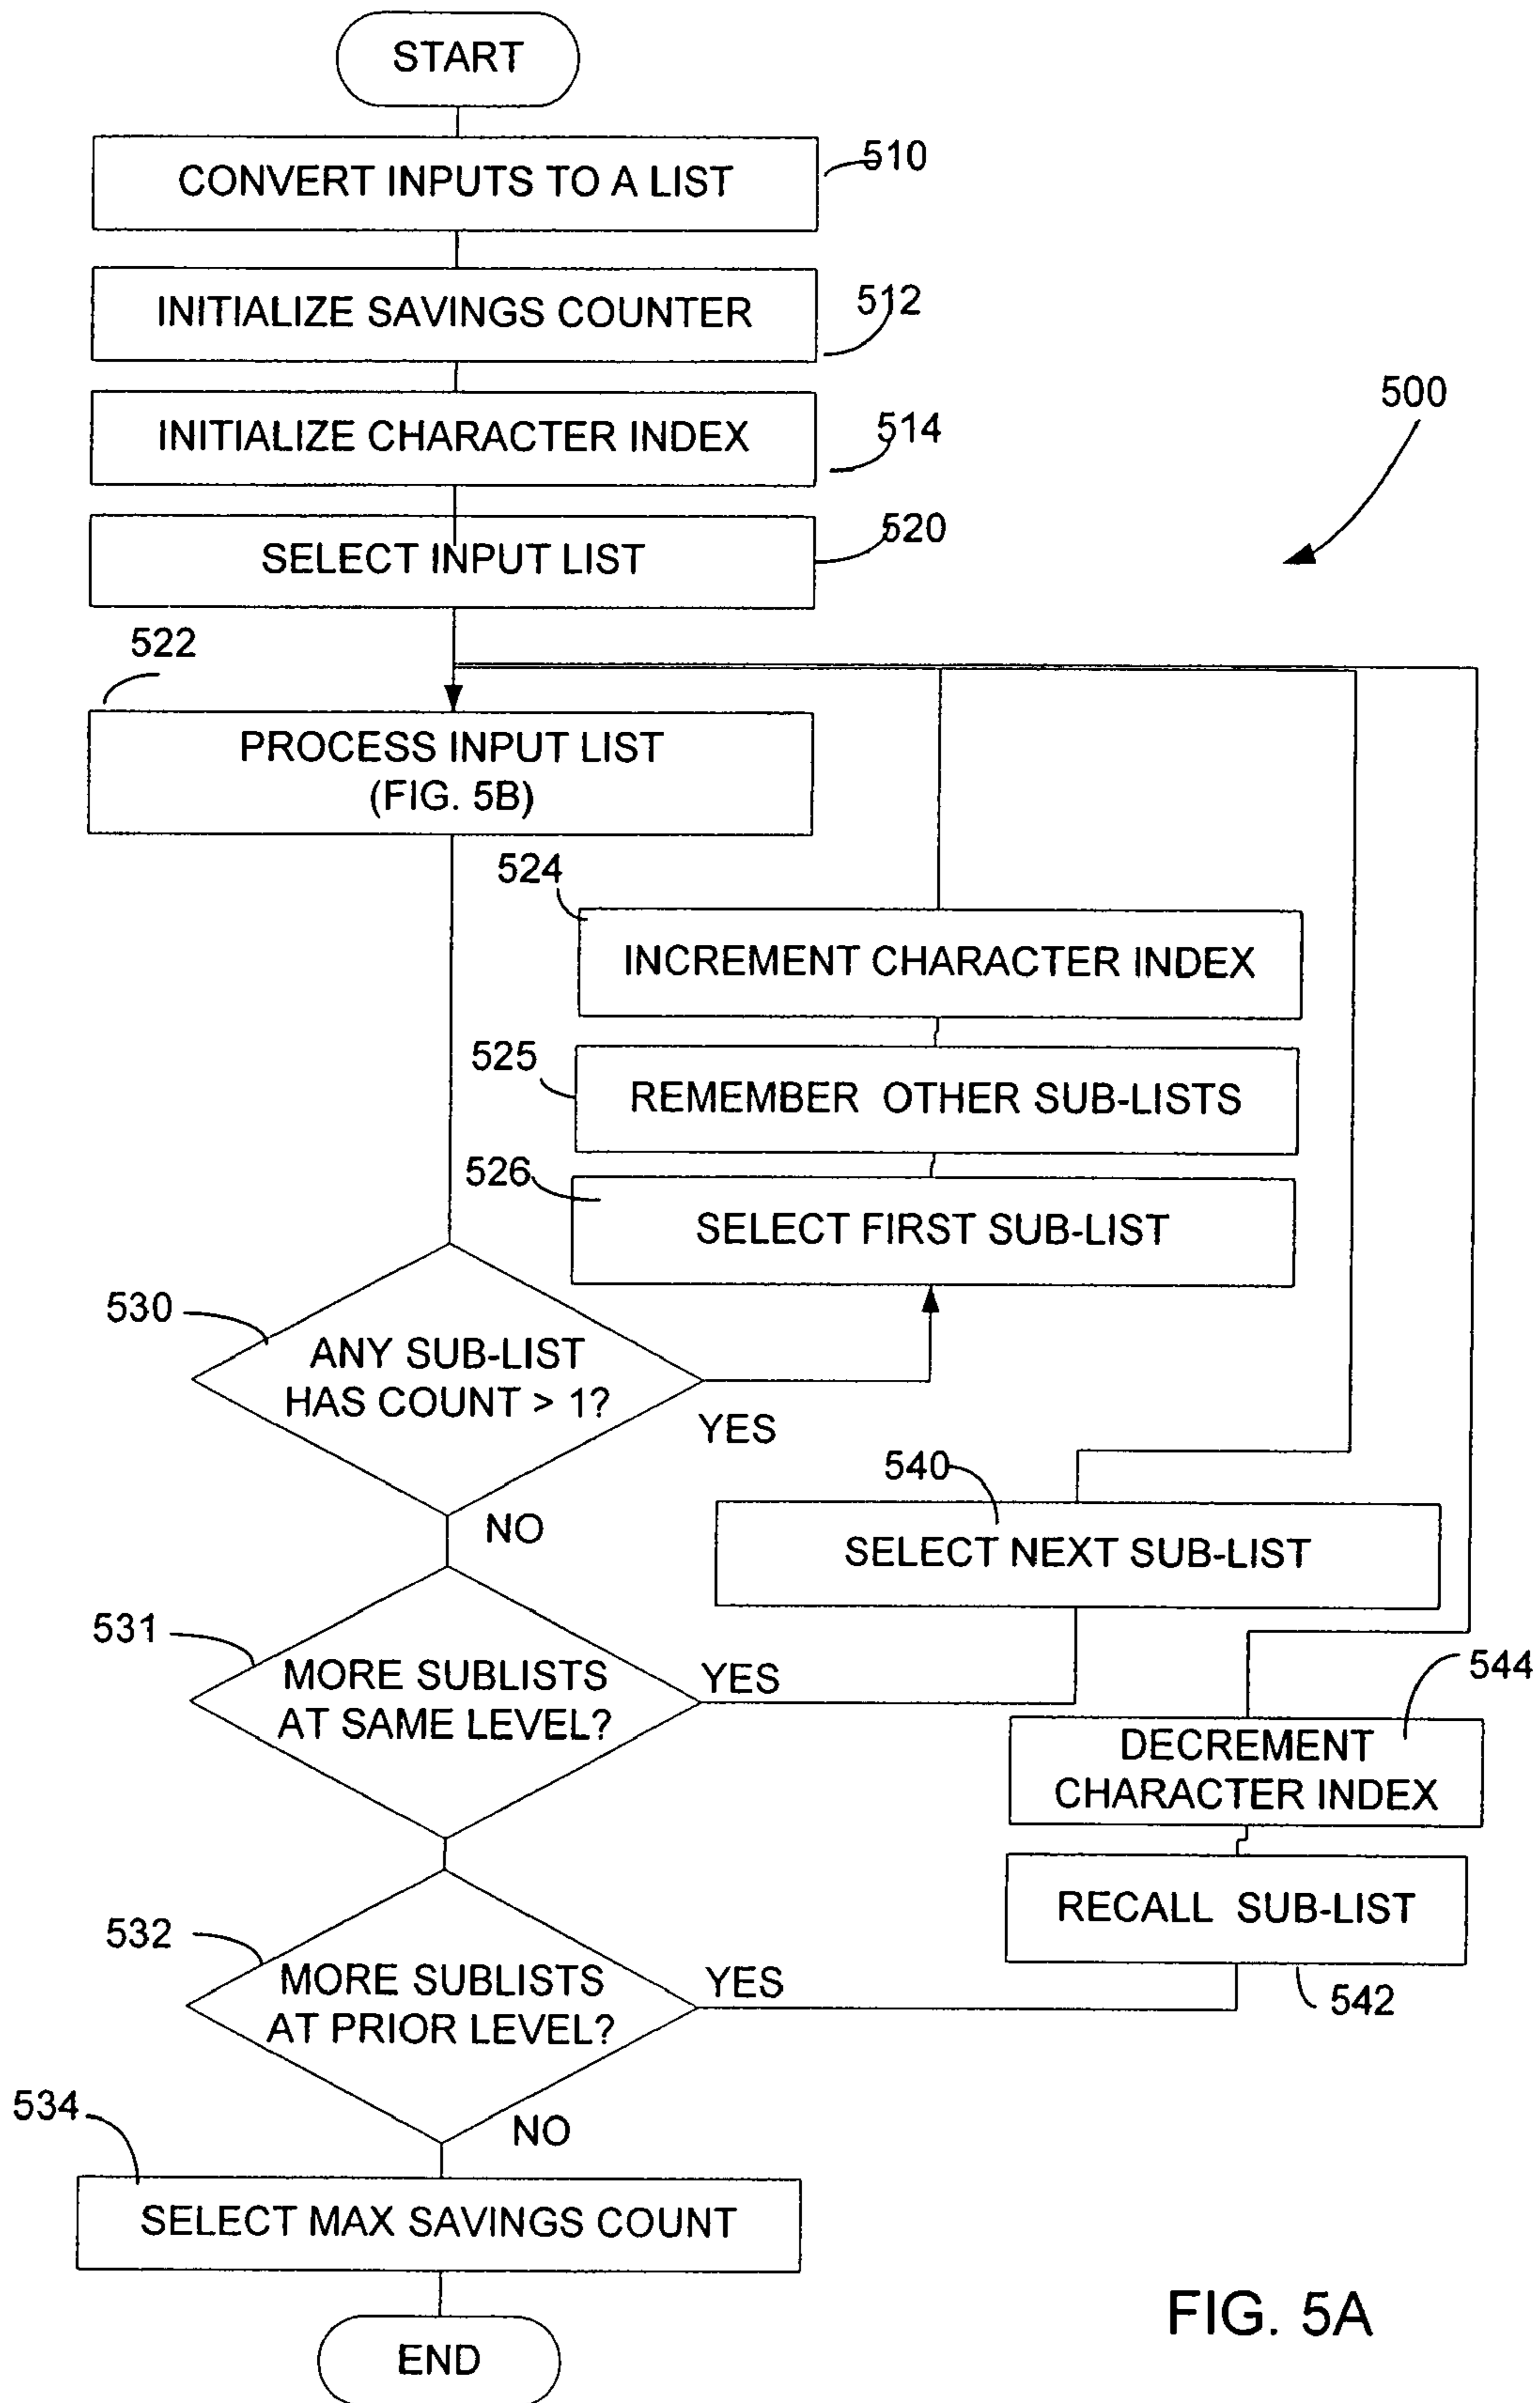 START
CONVERT INPUTS TO A LIST
510
INITIALIZE SAVINGS COUNTER
512
INITIALIZE CHARACTER INDEX
514
500
SELECT INPUT LIST
520
522
PROCESS INPUT LIST
(FIG. 5B)
524
INCREMENT CHARACTER INDEX
525
REMEMBER OTHER SUB-LISTS
526
SELECT FIRST SUB-LIST
530
ANY SUB-LIST
HAS COUNT > 1?
YES
NO
540
SELECT NEXT SUB-LIST
531
MORE SUBLISTS
AT SAME LEVEL?
YES
544
DECREMENT
CHARACTER INDEX
RECALL SUB-LIST
542
532
MORE SUBLISTS
AT PRIOR LEVEL?
YES
NO
534
SELECT MAX SAVINGS COUNT
END
FIG. 5A